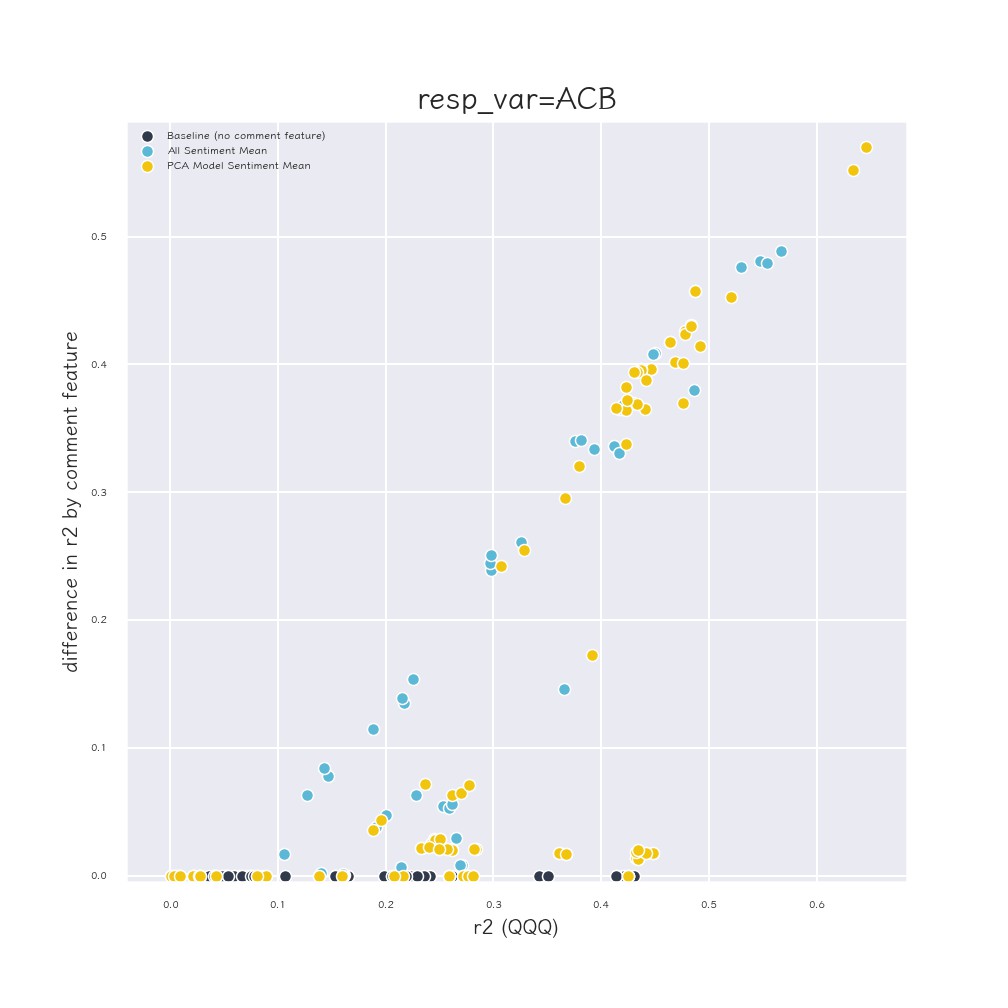 resp_var=ACB
Baseline (no comment feature)
All Sentiment Mean
PCA Model Sentiment Mean
difference in r2 by comment feature
0.5
0.4
0.3
0.2
0.1
0.0
0.0 0.1 0.2 0.3 0.4 0.5 0.6
r2 (QQQ)